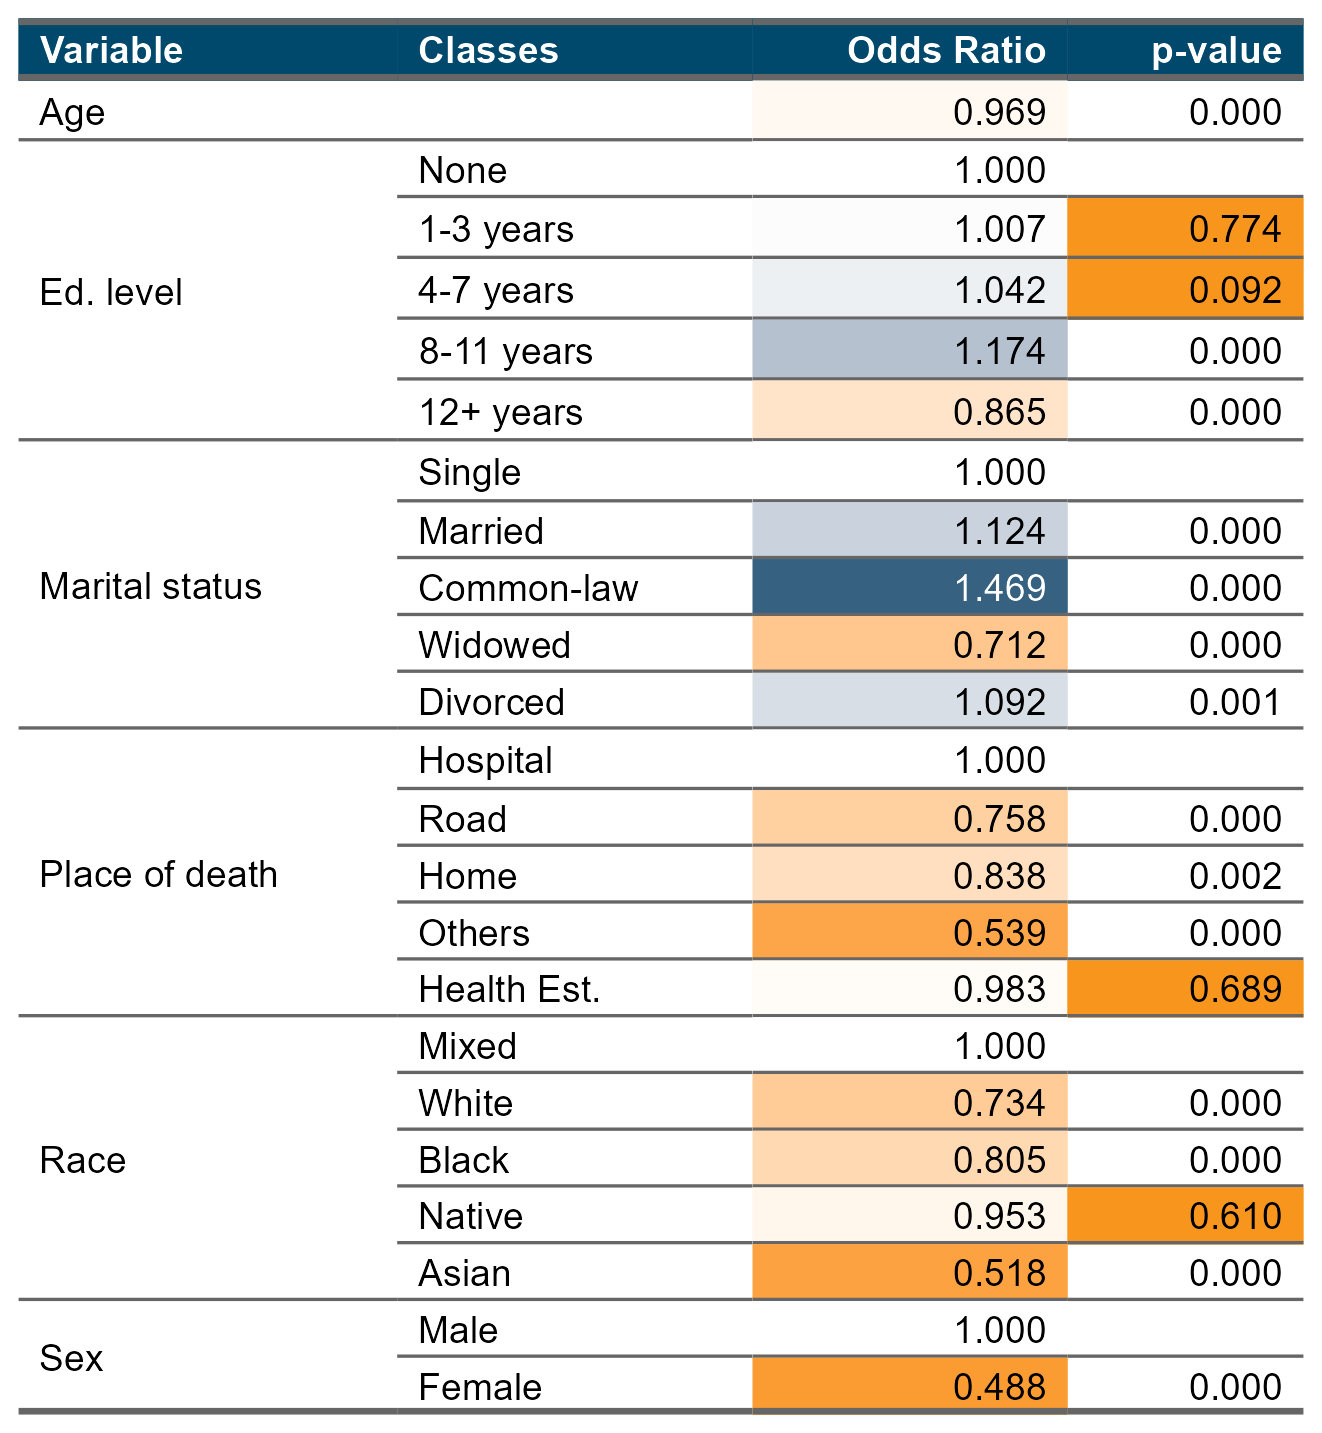 Variable Classes Odds Ratio p-value
Age 0.969 0.000
Ed. level
None 1.000
1-3 years 1.007 0.774
4-7 years 1.042 0.092
8-11 years 1.174 0.000
12+ years 0.865 0.000
Marital status
Single 1.000
Married 1.124 0.000
Common-law 1.469 0.000
Widowed 0.712 0.000
Divorced 1.092 0.001
Place of death
Hospital 1.000
Road 0.758 0.000
Home 0.838 0.002
Others 0.539 0.000
Health Est. 0.983 0.689
Race
Mixed 1.000
White 0.734 0.000
Black 0.805 0.000
Native 0.953 0.610
Asian 0.518 0.000
Sex
Male 1.000
Female 0.488 0.000